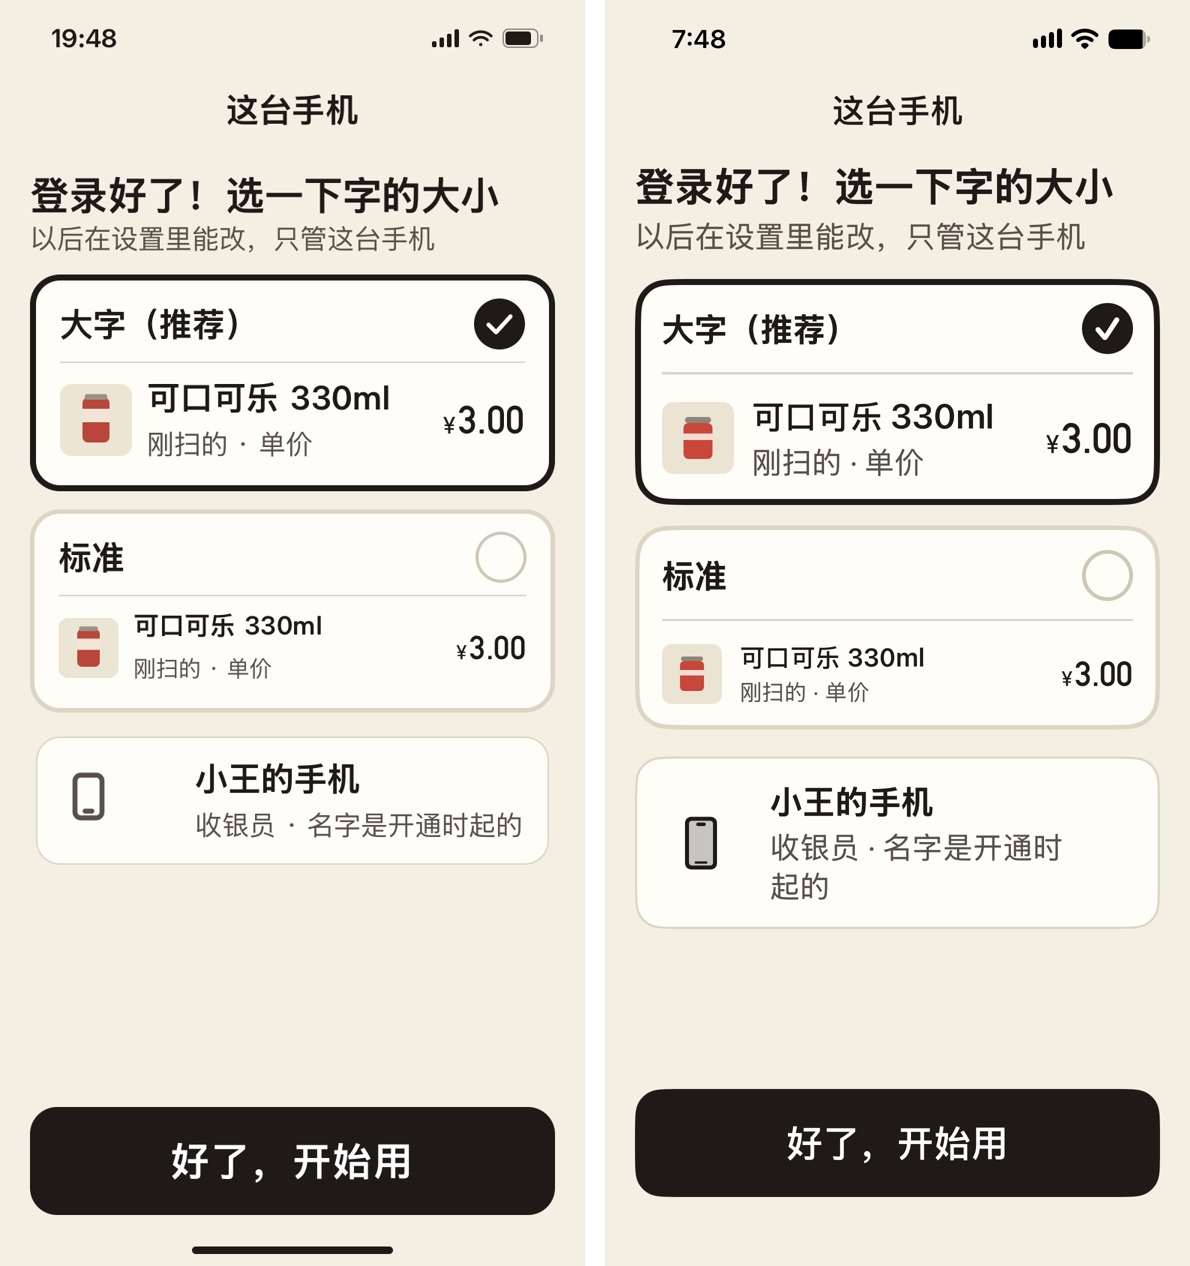 19:48
这台手机
登录好了！选一下字的大小
以后在设置里能改，只管这台手机
大字（推荐）
可口可乐 330ml
刚扫的 · 单价
¥3.00
标准
可口可乐 330ml
刚扫的 · 单价
¥3.00
小王的手机
收银员 · 名字是开通时起的
好了，开始用
7:48
这台手机
登录好了！选一下字的大小
以后在设置里能改，只管这台手机
大字（推荐）
可口可乐 330ml
刚扫的 · 单价
¥3.00
标准
可口可乐 330ml
刚扫的 · 单价
¥3.00
小王的手机
收银员 · 名字是开通时
起的
好了，开始用